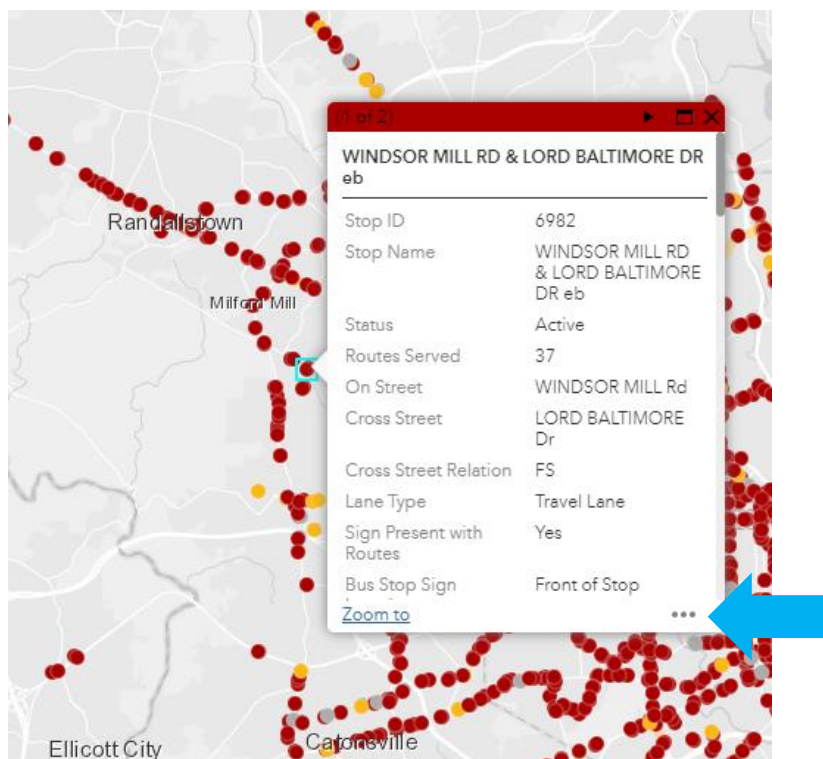 (1 of 2)
WINDSOR MILL RD & LORD BALTIMORE DR
eb
Stop ID 6982
Stop Name WINDSOR MILL RD
& LORD BALTIMORE
DR eb
Status Active
Routes Served 37
On Street WINDSOR MILL Rd
Cross Street LORD BALTIMORE
Dr
Cross Street Relation FS
Lane Type Travel Lane
Sign Present with Yes
Routes
Bus Stop Sign Front of Stop
Zoom to
Randallstown
Milford Mill
Ellicott City
Catonsville